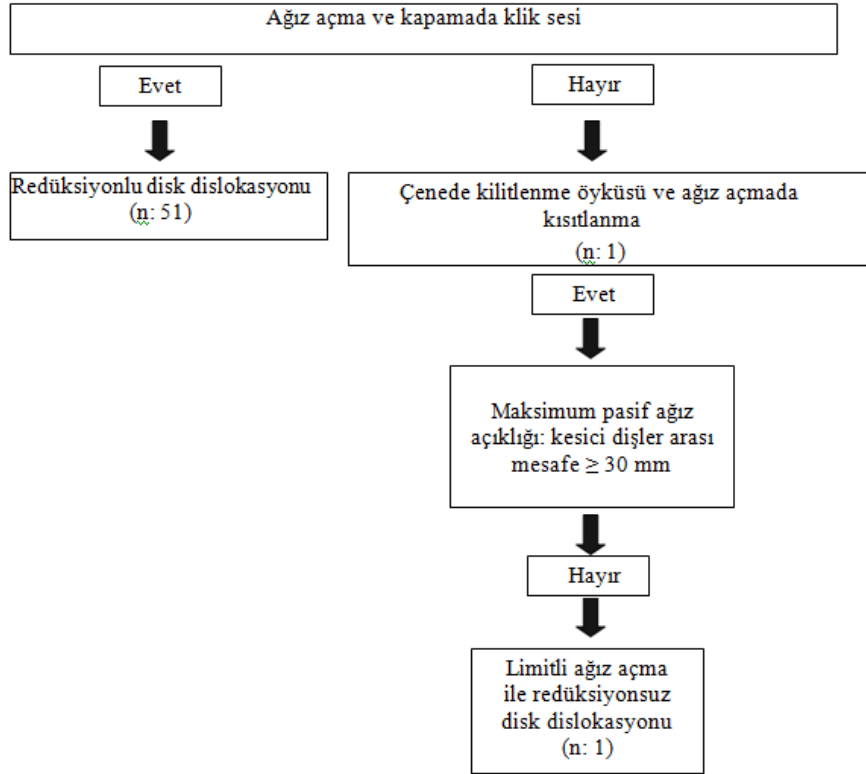 Ağız açma ve kapamada klik sesi
Evet
Hayır
Redüksiyonlu disk dislokasyonu
(n: 51)
Çenede kilitlenme öyküsü ve ağız açmada
kısıtlanma
(n: 1)
Evet
Maksimum pasif ağız
açıklığı: kesici dişler arası
mesafe ≥ 30 mm
Hayır
Limitli ağız açma
ile redüksiyonsuz
disk dislokasyonu
(n: 1)